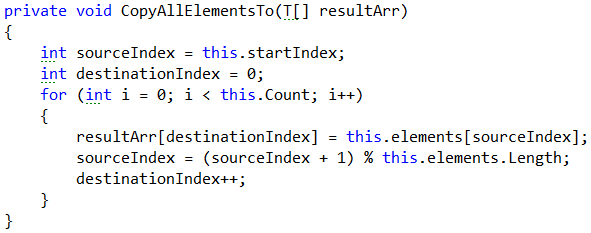 private void CopyAllElementsTo(T[] resultArr)
{
    int sourceIndex = this.startIndex;
    int destinationIndex = 0;
    for (int i = 0; i < this.Count; i++)
    {
        resultArr[destinationIndex] = this.elements[sourceIndex];
        sourceIndex = (sourceIndex + 1) % this.elements.Length;
        destinationIndex++;
    }
}